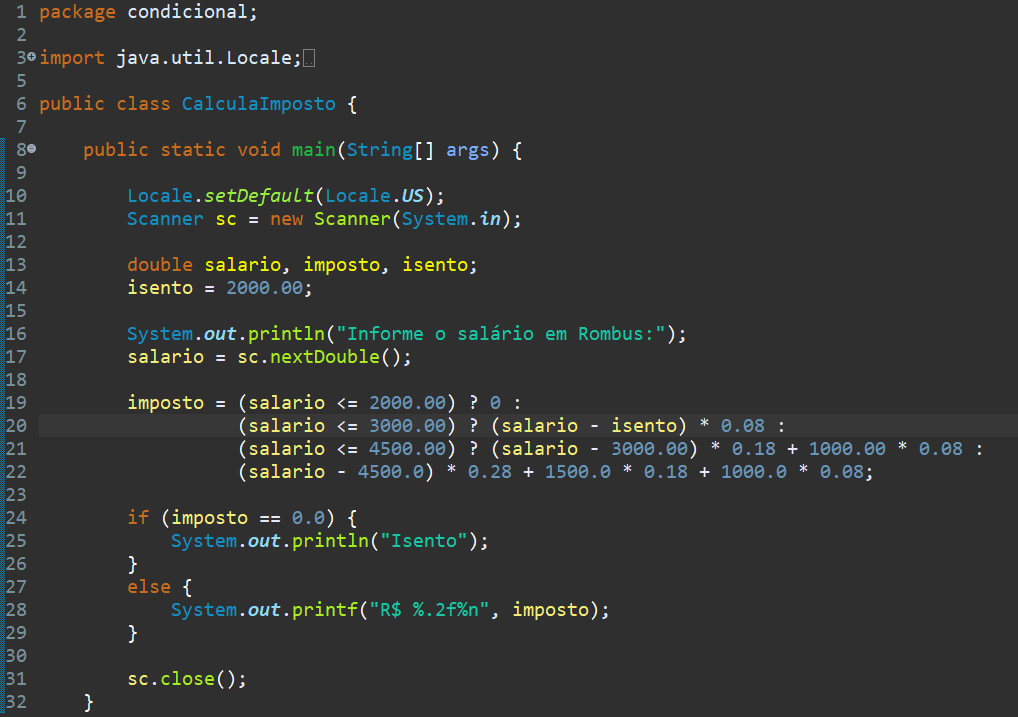 1 package condicional;
2
3 import java.util.Locale;
5
6 public class CalculaImposto {
7
8     public static void main(String[] args) {
9
10         Locale.setDefault(Locale.US);
11         Scanner sc = new Scanner(System.in);
12
13         double salario, imposto, isento;
14         isento = 2000.00;
15
16         System.out.println("Informe o salário em Rombus:");
17         salario = sc.nextDouble();
18
19         imposto = (salario <= 2000.00) ? 0 :
20                   (salario <= 3000.00) ? (salario - isento) * 0.08 :
21                   (salario <= 4500.00) ? (salario - 3000.00) * 0.18 + 1000.00 * 0.08 :
22                   (salario - 4500.0) * 0.28 + 1500.0 * 0.18 + 1000.0 * 0.08;
23
24         if (imposto == 0.0) {
25             System.out.println("Isento");
26         }
27         else {
28             System.out.printf("R$ %.2f%n", imposto);
29         }
30
31         sc.close();
32     }